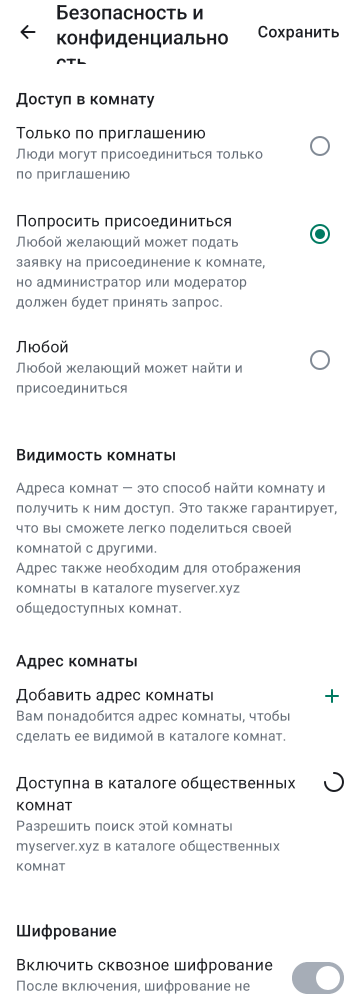 Безопасность и
конфиденциально
сть
Сохранить
Доступ в комнату
Только по приглашению
Люди могут присоединиться только
по приглашению
Попросить присоединиться
Любой желающий может подать
заявку на присоединение к комнате,
но администратор или модератор
должен будет принять запрос.
Любой
Любой желающий может найти и
присоединиться
Видимость комнаты
Адреса комнат — это способ найти комнату и
получить к ним доступ. Это также гарантирует,
что вы сможете легко поделиться своей
комнатой с другими.
Адрес также необходим для отображения
комнаты в каталоге myserver.xyz
общедоступных комнат.
Адрес комнаты
Добавить адрес комнаты
Вам понадобится адрес комнаты, чтобы
сделать ее видимой в каталоге комнат.
Доступна в каталоге общественных
комнат
Разрешить поиск этой комнаты
myserver.xyz в каталоге общественных
комнат
Шифрование
Включить сквозное шифрование
После включения, шифрование не